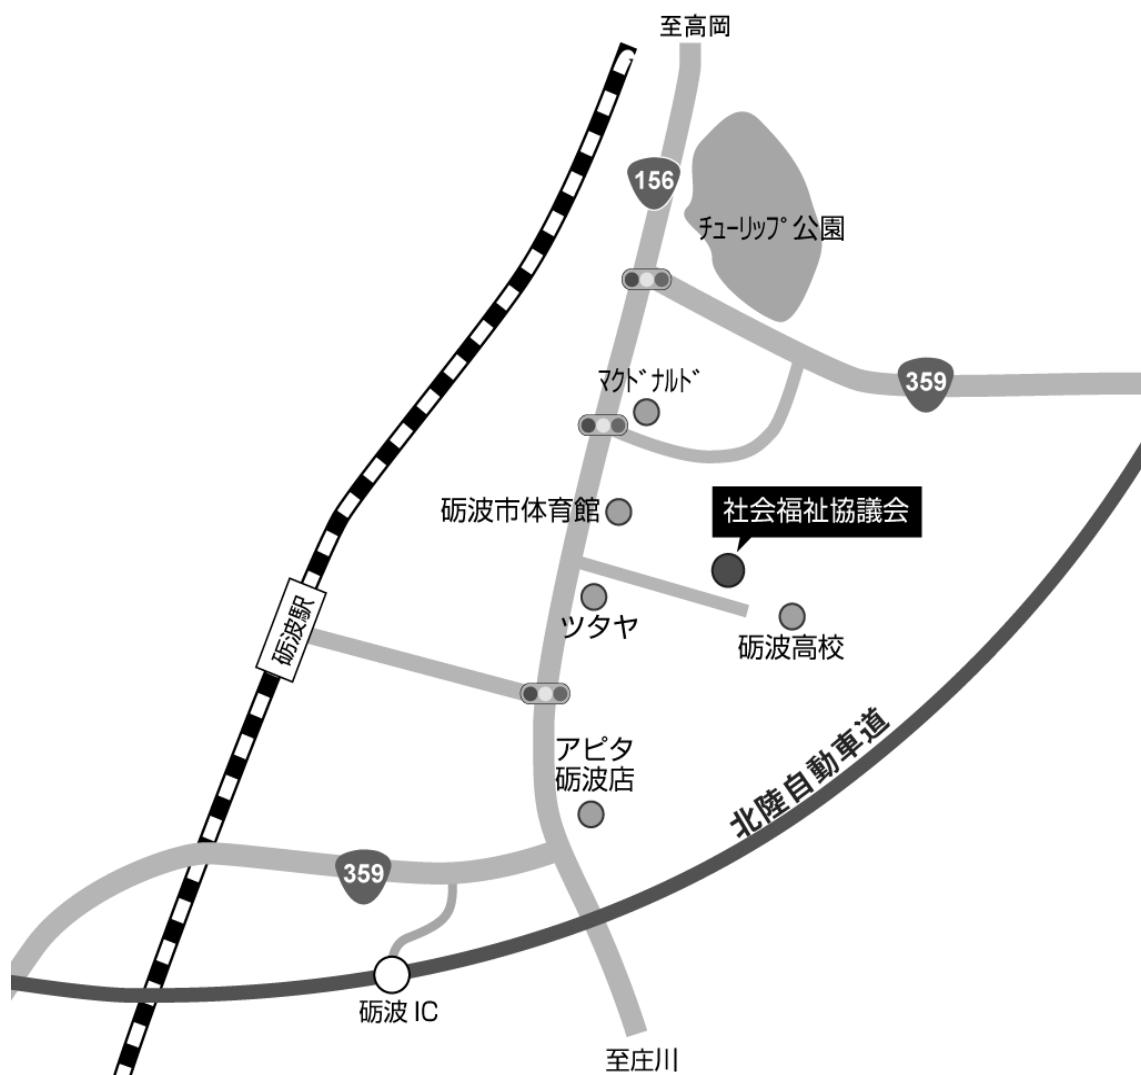 至高岡
156
チューリップ公園
359
マクドナルド
砺波市体育館
社会福祉協議会
ツタヤ
砺波高校
砺波駅
アピタ
砺波店
北陸自動車道
359
砺波 IC
至庄川